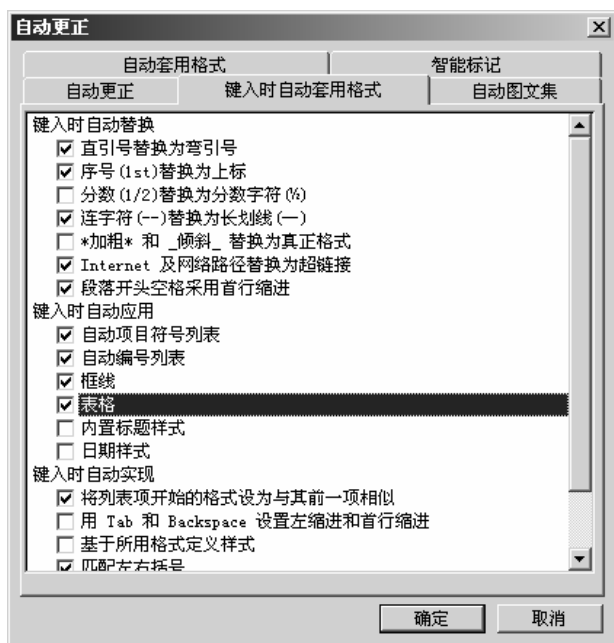 自动更正
自动套用格式 智能标记
自动更正 键入时自动套用格式 自动图文集
键入时自动替换
直引号替换为弯引号
序号(1st)替换为上标
分数(1/2)替换为分数字符(½)
连字符(--)替换为长划线(—)
*加粗* 和 _倾斜_ 替换为真正格式
Internet 及网络路径替换为超链接
段落开头空格采用首行缩进
键入时自动应用
自动项目符号列表
自动编号列表
框线
表格
内置标题样式
日期样式
键入时自动实现
将列表项开始的格式设为与其前一项相似
用 Tab 和 Backspace 设置左缩进和首行缩进
基于所用格式定义样式
匹配左右括号
确定 取消